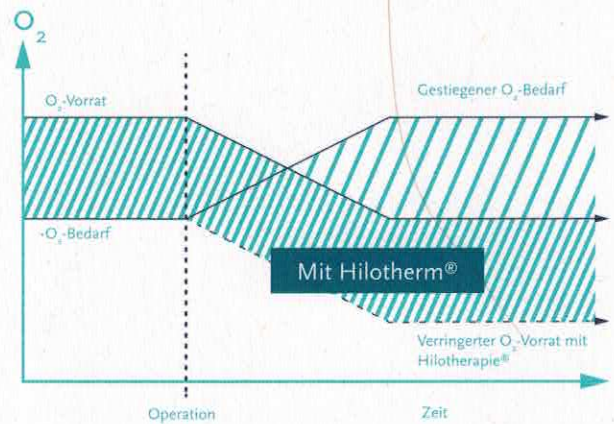 O₂
O₂-Vorrat
Gestiegener O₂-Bedarf
-O₂-Bedarf
Mit Hilotherm®
Verringerter O₂-Vorrat mit
Hilotherapie®
Operation
Zeit